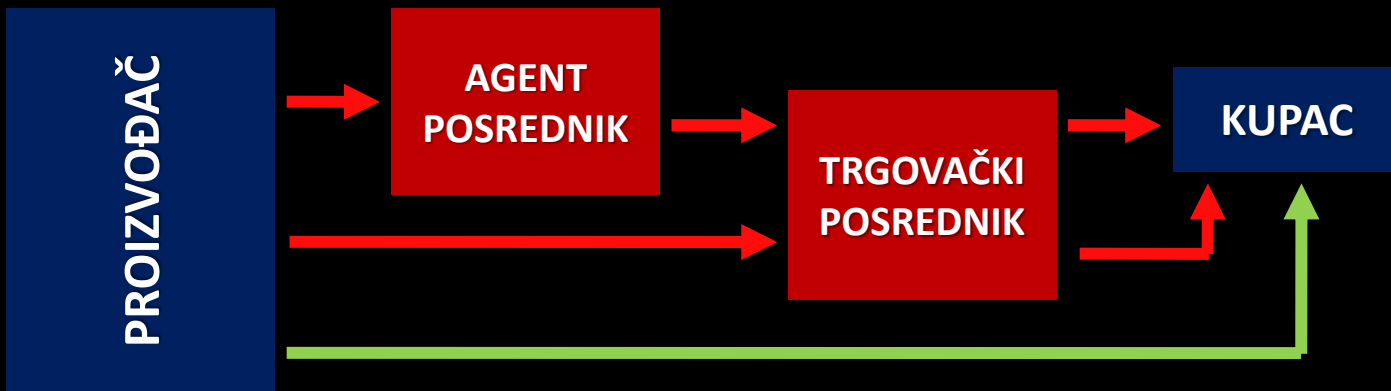 PROIZVOĐAČ
AGENT
POSREDNIK
TRGOVAČKI
POSREDNIK
KUPAC